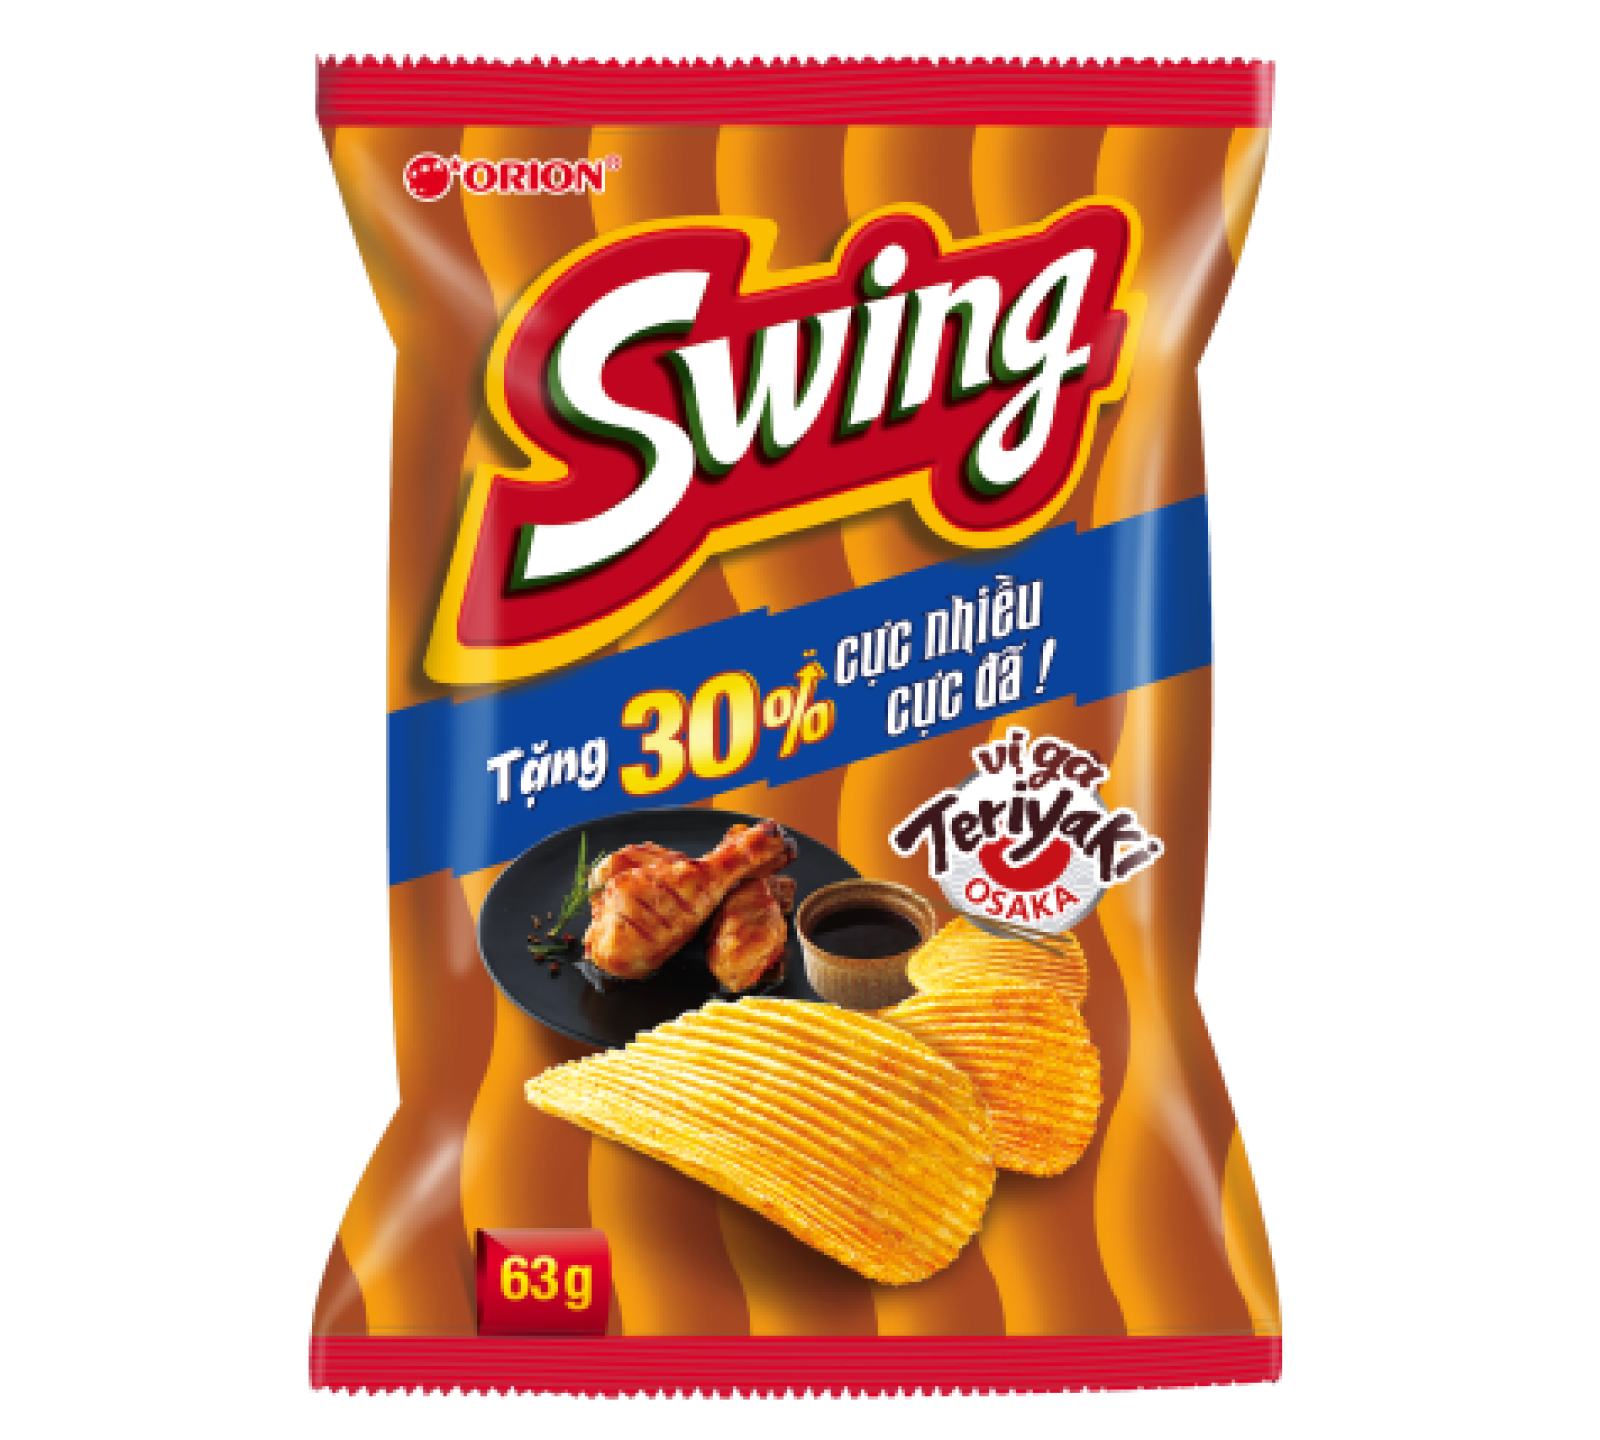 ORION®
Swing
Tặng 30% cực nhiều
cực đã !
vị gà
Teriyaki
OSAKA
63g